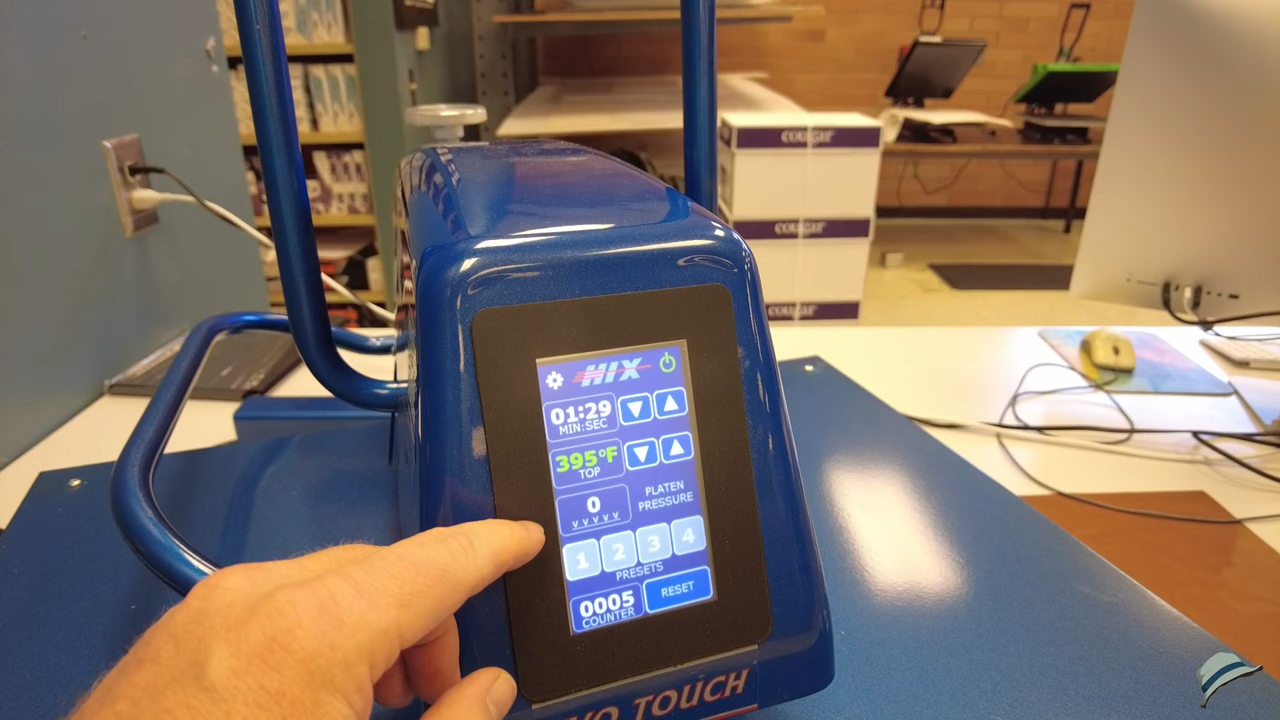 cougar
cougar
cougar
HIX
01:29
MIN:SEC
395°F
TOP
0
V V V V V
PLATEN
PRESSURE
1 2 3 4
PRESETS
0005
COUNTER
RESET
TOUCH